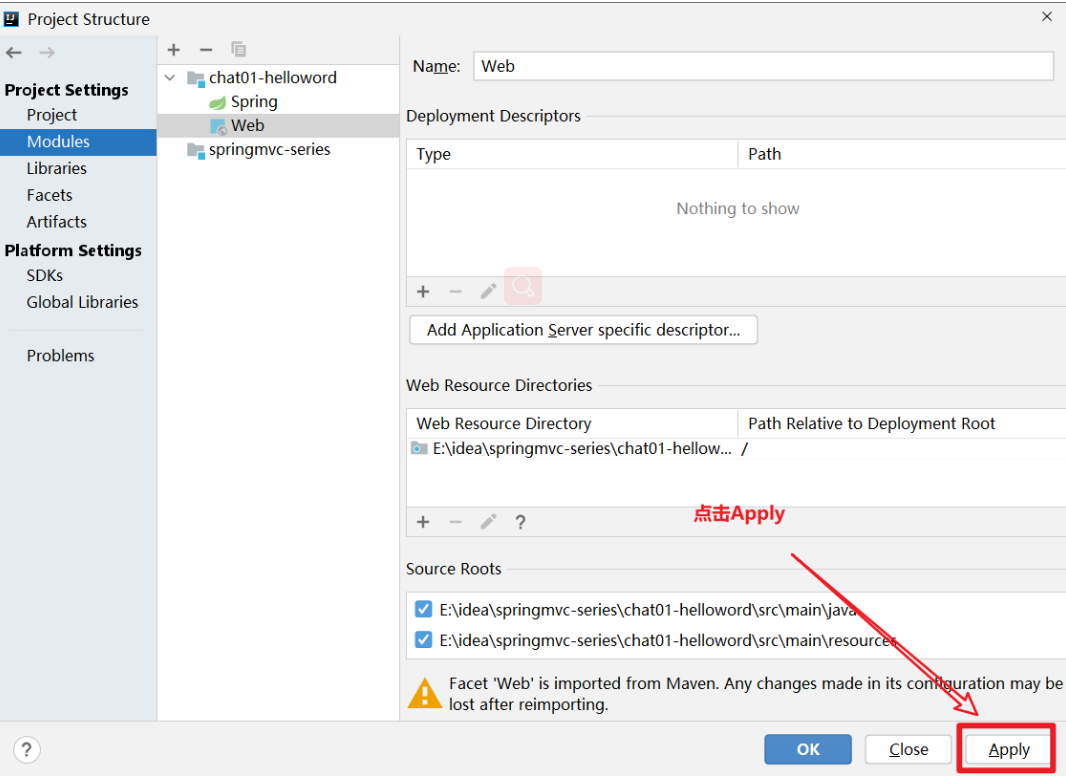 Project Structure
Project Settings
Project
Modules
Libraries
Facets
Artifacts
Platform Settings
SDKs
Global Libraries
Problems
chat01-helloword
Spring
Web
springmvc-series
Name: Web
Deployment Descriptors
Type Path
Nothing to show
Add Application Server specific descriptor...
Web Resource Directories
Web Resource Directory Path Relative to Deployment Root
E:\idea\springmvc-series\chat01-hellow... /
点击Apply
Source Roots
E:\idea\springmvc-series\chat01-helloword\src\main\java
E:\idea\springmvc-series\chat01-helloword\src\main\resources
Facet 'Web' is imported from Maven. Any changes made in its configuration may be
lost after reimporting.
? OK Close Apply